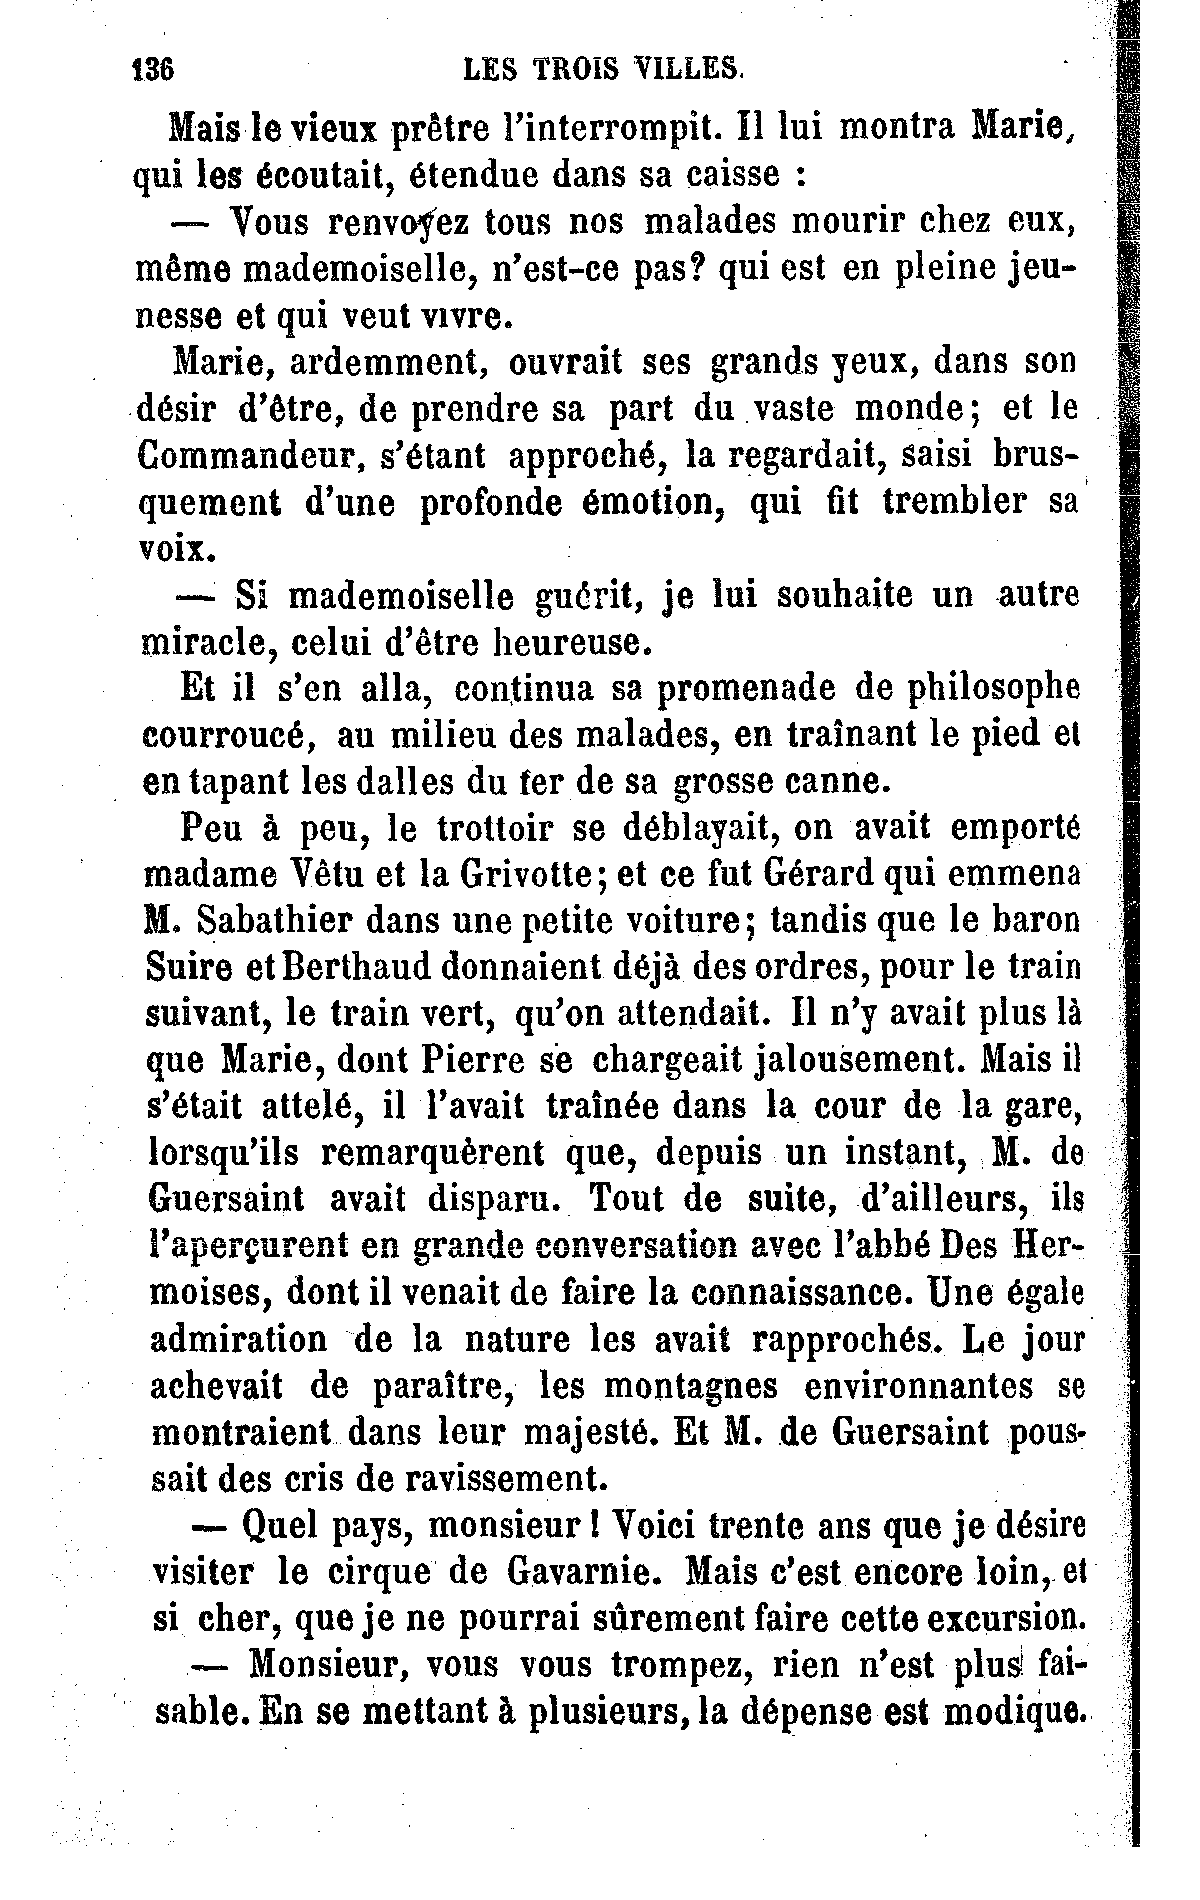 136 LES TROIS VILLES.
Mais le vieux prêtre l'interrompit. Il lui montra Marie,
qui les écoutait, étendue dans sa caisse :
— Vous renvoyez tous nos malades mourir chez eux,
même mademoiselle, n'est-ce pas? qui est en pleine jeu-
nesse et qui veut vivre.
Marie, ardemment, ouvrait ses grands yeux, dans son
désir d'être, de prendre sa part du vaste monde; et le
Commandeur, s'étant approché, la regardait, saisi brus-
quement d'une profonde émotion, qui fit trembler sa
voix.
— Si mademoiselle guérit, je lui souhaite un autre
miracle, celui d'être heureuse.
Et il s'en alla, continua sa promenade de philosophe
courroucé, au milieu des malades, en traînant le pied et
en tapant les dalles du fer de sa grosse canne.
Peu à peu, le trottoir se déblayait, on avait emporté
madame Vêtu et la Grivotte; et ce fut Gérard qui emmena
M. Sabathier dans une petite voiture; tandis que le baron
Suire et Berthaud donnaient déjà des ordres, pour le train
suivant, le train vert, qu'on attendait. Il n'y avait plus là
que Marie, dont Pierre se chargeait jalousement. Mais il
s'était attelé, il l'avait traînée dans la cour de la gare,
lorsqu'ils remarquèrent que, depuis un instant, M. de
Guersaint avait disparu. Tout de suite, d'ailleurs, ils
l'aperçurent en grande conversation avec l'abbé Des Her-
moises, dont il venait de faire la connaissance. Une égale
admiration de la nature les avait rapprochés. Le jour
achevait de paraître, les montagnes environnantes se
montraient dans leur majesté. Et M. de Guersaint pous-
sait des cris de ravissement.
— Quel pays, monsieur! Voici trente ans que je désire
visiter le cirque de Gavarnie. Mais c'est encore loin, et
si cher, que je ne pourrai sûrement faire cette excursion.
— Monsieur, vous vous trompez, rien n'est plus fai-
sable. En se mettant à plusieurs, la dépense est modique.